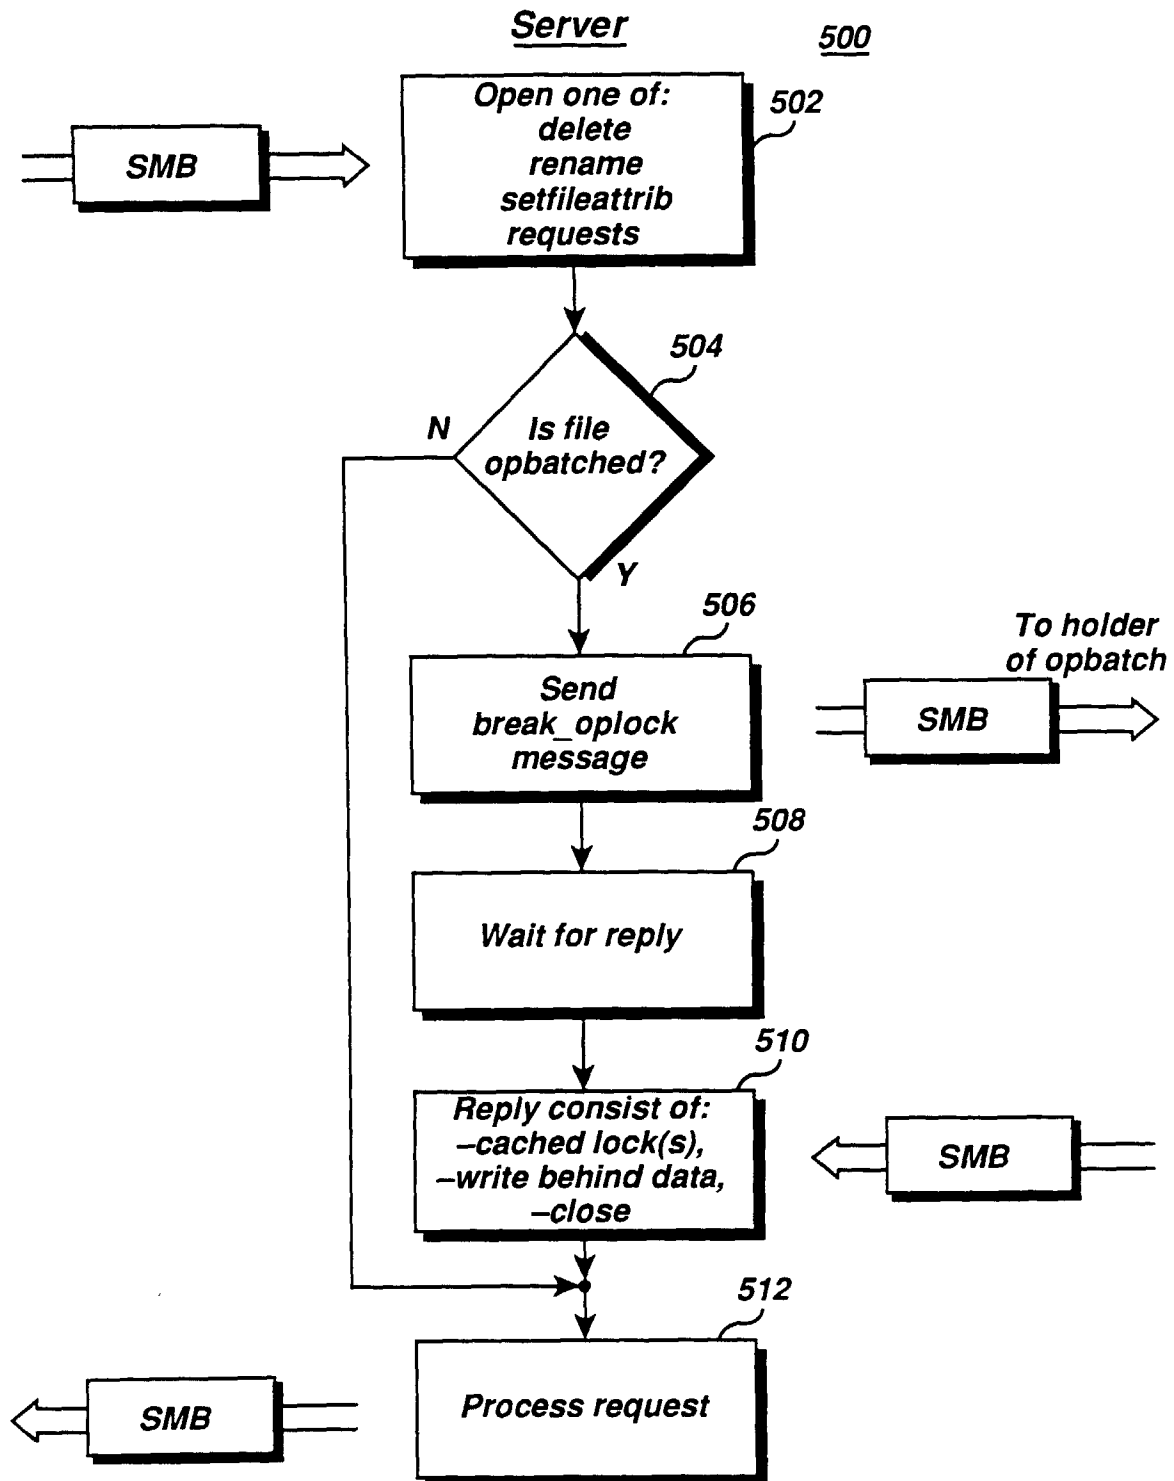 Server
500
Open one of:
delete
rename
setfileattrib
requests
502
SMB
504
N
Is file
opbatched?
Y
506
Send
break_oplock
message
To holder
of opbatch
SMB
508
Wait for reply
510
Reply consist of:
–cached lock(s),
–write behind data,
–close
SMB
512
Process request
SMB